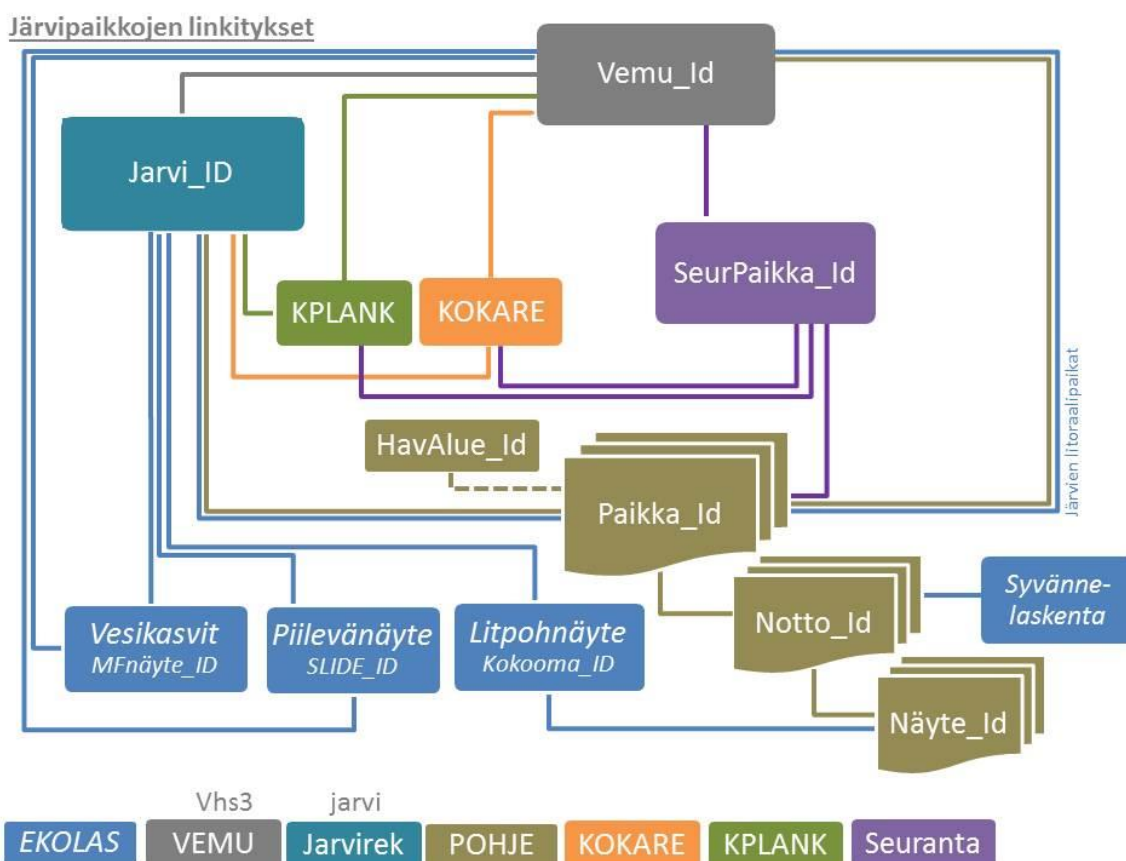 Järvipaikkojen linkitykset
Vemu_Id
Jarvi_ID
SeurPaikka_Id
KPLANK
KOKARE
Järvien litoraalipaikat
HavAlue_Id
Paikka_Id
Syvänne-
laskenta
Notto_Id
Vesikasvit
MFnäyte_ID
Piilevänäyte
SLIDE_ID
Litpohnäyte
Kokooma_ID
Näyte_Id
Vhs3
jarvi
EKOLAS
VEMU
Jarvirek
POHJE
KOKARE
KPLANK
Seuranta